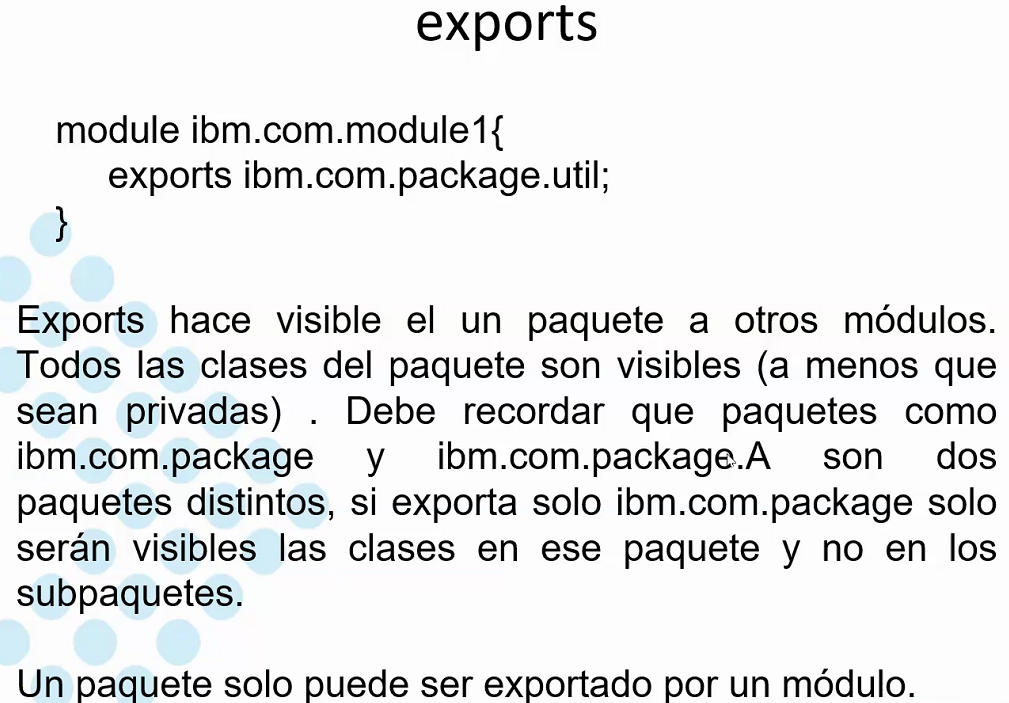 exports
module ibm.com.module1{
exports ibm.com.package.util;
}
Exports hace visible el un paquete a otros módulos.
Todos las clases del paquete son visibles (a menos que
sean privadas) . Debe recordar que paquetes como
ibm.com.package y ibm.com.package.A son dos
paquetes distintos, si exporta solo ibm.com.package solo
serán visibles las clases en ese paquete y no en los
subpaquetes.
Un paquete solo puede ser exportado por un módulo.